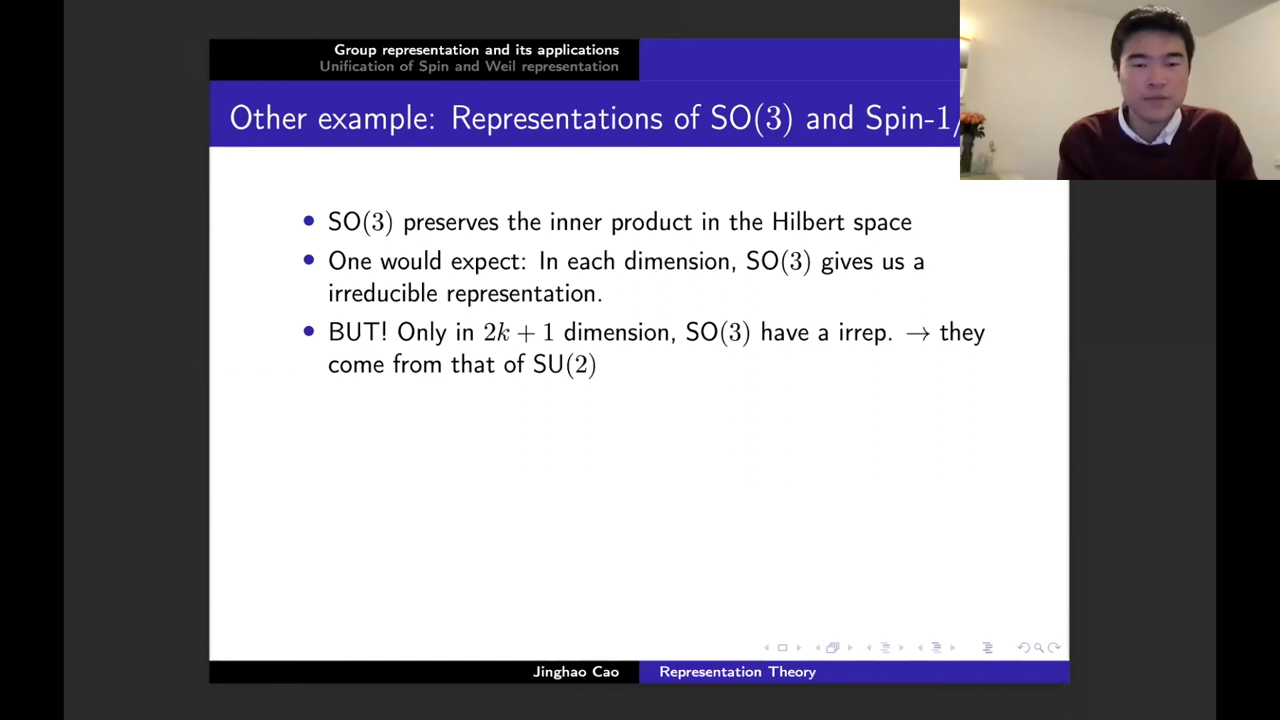 Group representation and its applications
Unification of Spin and Weil representation
Other example: Representations of SO(3) and Spin-1/
• SO(3) preserves the inner product in the Hilbert space
• One would expect: In each dimension, SO(3) gives us a
irreducible representation.
• BUT! Only in 2k + 1 dimension, SO(3) have a irrep. → they
come from that of SU(2)
Jinghao Cao
Representation Theory